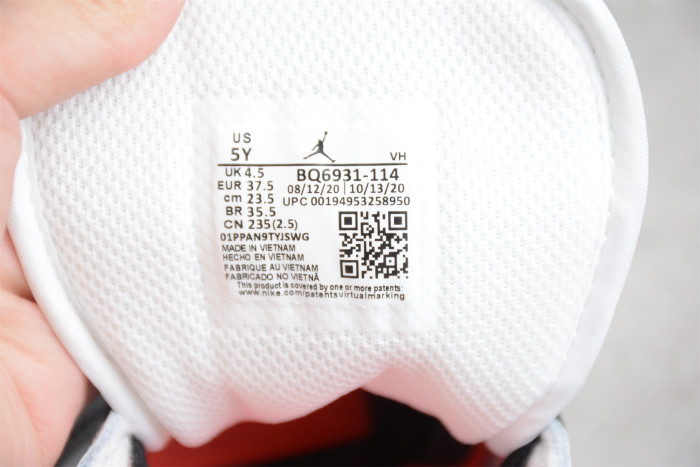 US
5Y
VH
UK 4.5
EUR 37.5
cm 23.5
BR 35.5
CN 235(2.5)
BQ6931-114
08/12/20 | 10/13/20
UPC 00194953258950
01PPAN9TYJSWG
MADE IN VIETNAM
HECHO EN VIETNAM
FABRIQUE AU VIETNAM
FABRICADO NO VIETNÃ
This product is covered by one or more patents:
www.nike.com/patentsvirtualmarking